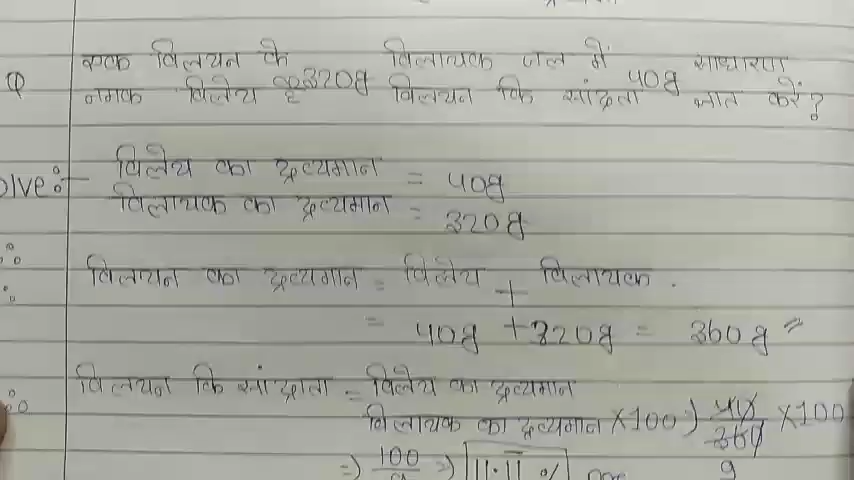 Q एक विलयन के 320g विलायक जल में 40g साधारण
नमक विलेय है विलयन कि सांद्रता ज्ञात करें?
olve:- विलेय का द्रव्यमान = 40g
विलायक का द्रव्यमान = 320g
∴ विलयन का द्रव्यमान = विलेय + विलायक .
= 40g + 320g = 360g
∴ विलयन कि सांद्राता = विलेय का द्रव्यमान
विलायक का द्रव्यमान ×100 ) 40/360 ×100
9
⇒ 100/9 ⇒ 11.11 %